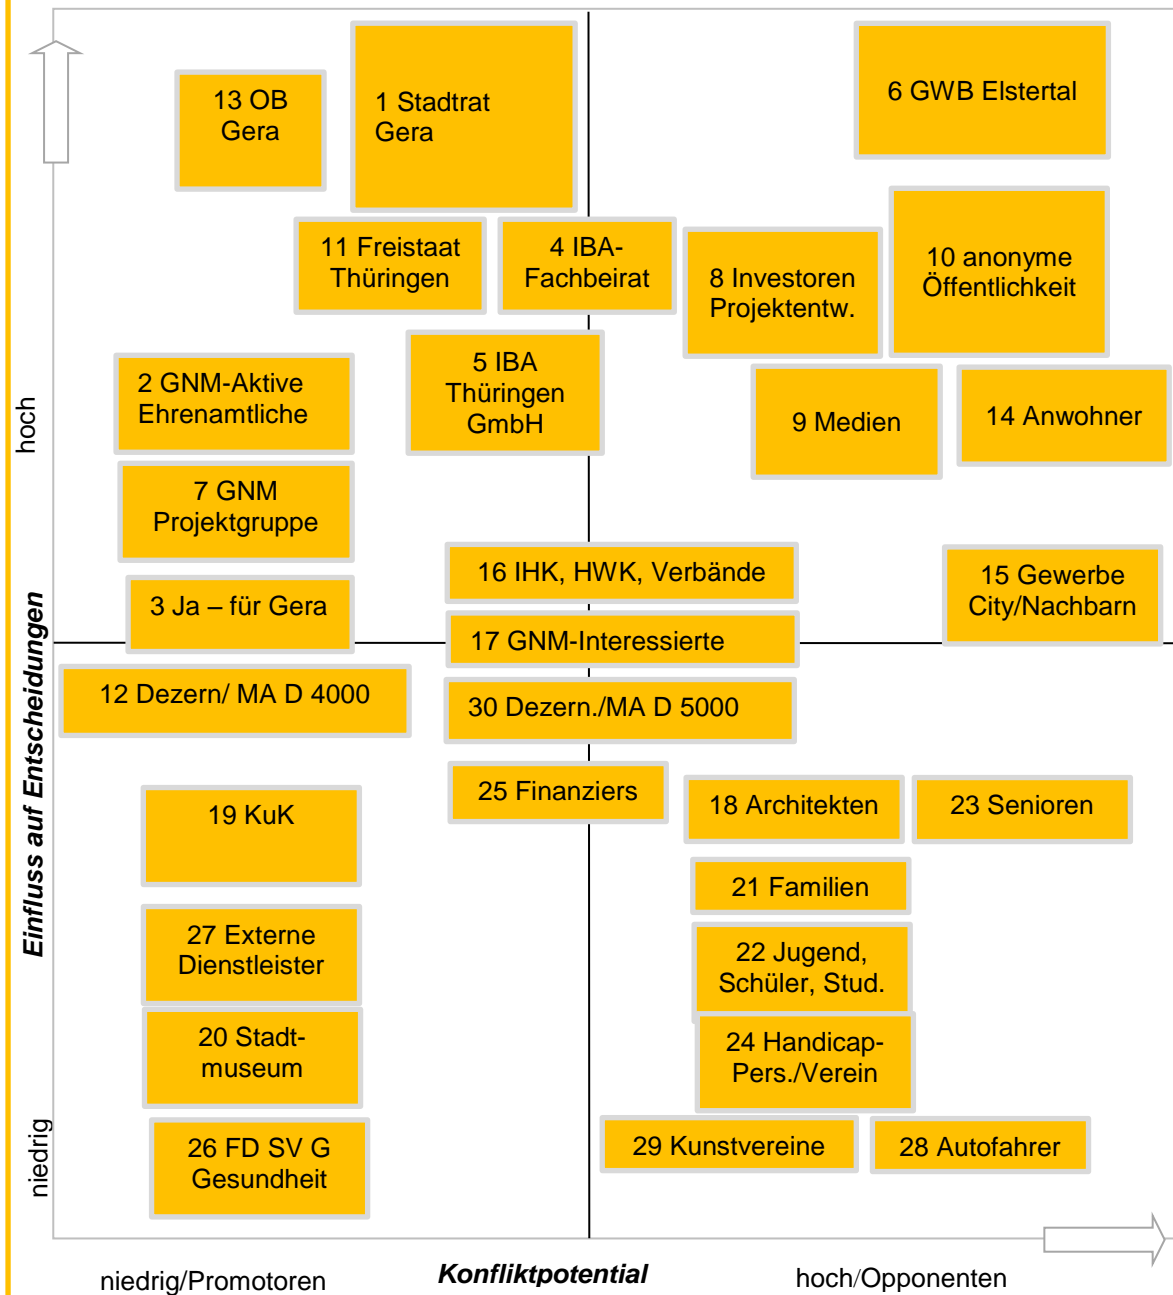 13 OB
Gera
1 Stadtrat
Gera
6 GWB Elstertal
11 Freistaat
Thüringen
4 IBA-
Fachbeirat
8 Investoren
Projektentw.
10 anonyme
Öffentlichkeit
2 GNM-Aktive
Ehrenamtliche
5 IBA
Thüringen
GmbH
9 Medien
14 Anwohner
hoch
7 GNM
Projektgruppe
16 IHK, HWK, Verbände
15 Gewerbe
City/Nachbarn
3 Ja – für Gera
17 GNM-Interessierte
Einfluss auf Entscheidungen
12 Dezern/ MA D 4000
30 Dezern./MA D 5000
25 Finanziers
18 Architekten
23 Senioren
19 KuK
21 Familien
27 Externe
Dienstleister
22 Jugend,
Schüler, Stud.
20 Stadt-
museum
24 Handicap-
Pers./Verein
niedrig
26 FD SV G
Gesundheit
29 Kunstvereine
28 Autofahrer
niedrig/Promotoren
Konfliktpotential
hoch/Opponenten